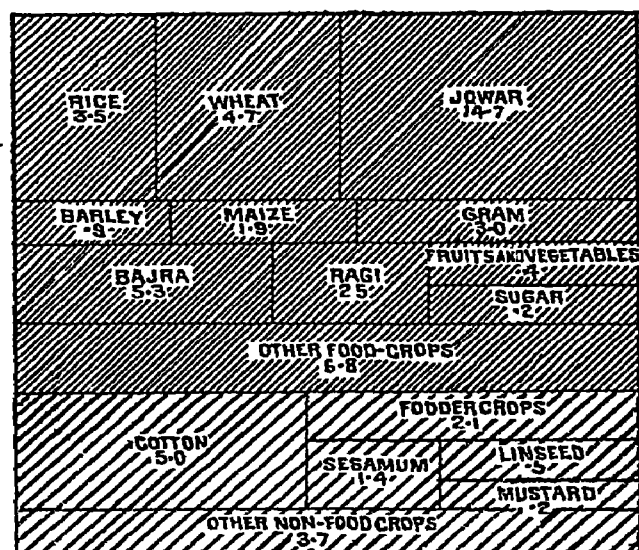 RICE
3·5
WHEAT
4·7
JOWAR
14·7
BARLEY
·9
MAIZE
1·9
GRAM
3·0
BAJRA
5·3
RAGI
2·5
FRUITS AND VEGETABLES
·4
SUGAR
·2
OTHER FOOD-CROPS
6·8
COTTON
5·0
FODDER CROPS
2·1
SESAMUM
1·4
LINSEED
·5
MUSTARD
·2
OTHER NON-FOOD CROPS
3·7